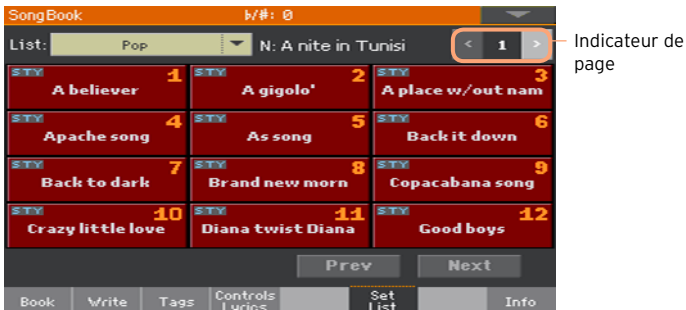 SongBook ♭/#: 0
List: Pop N: A nite in Tunisi < 1 >
Indicateur de
page
STY 1 STY 2 STY 3
A believer A gigolo' A place w/out nam
STY 4 STY 5 STY 6
Apache song As song Back it down
STY 7 STY 8 STY 9
Back to dark Brand new morn Copacabana song
STY 10 STY 11 STY 12
Crazy little love Diana twist Diana Good boys
Prev Next
Book Write Tags Controls Lyrics Set List Info